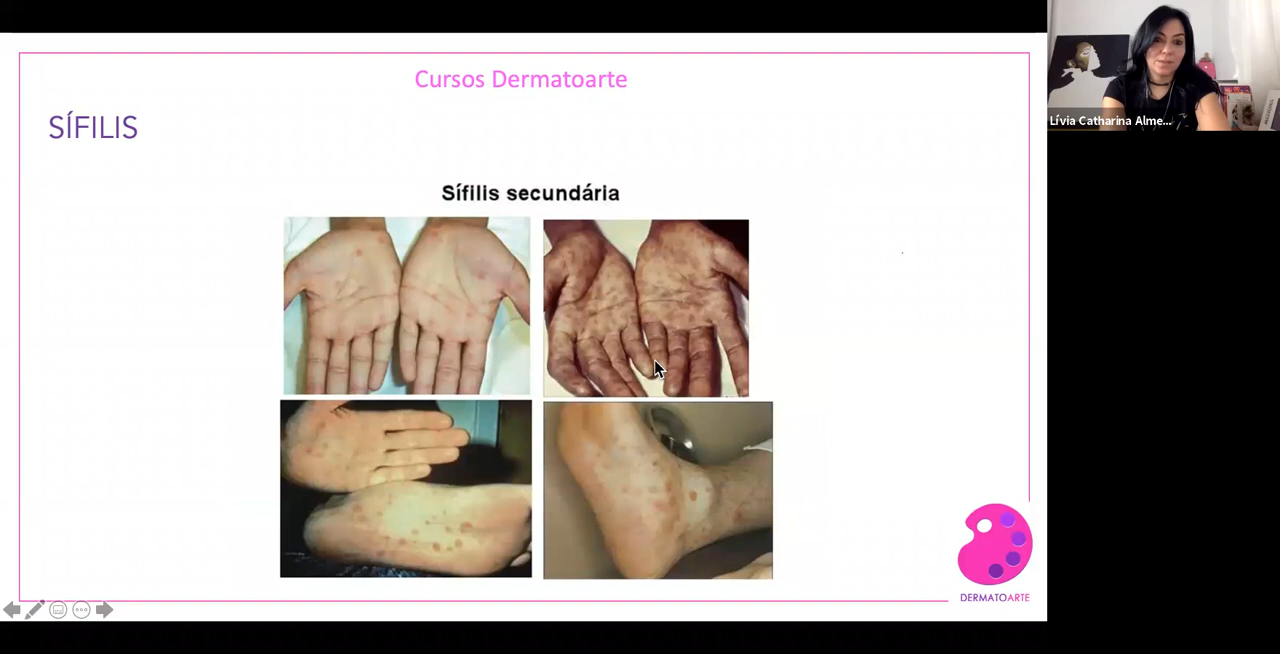 Cursos Dermatoarte
SÍFILIS
Sífilis secundária
DERMATOARTE
Lívia Catharina Alme...